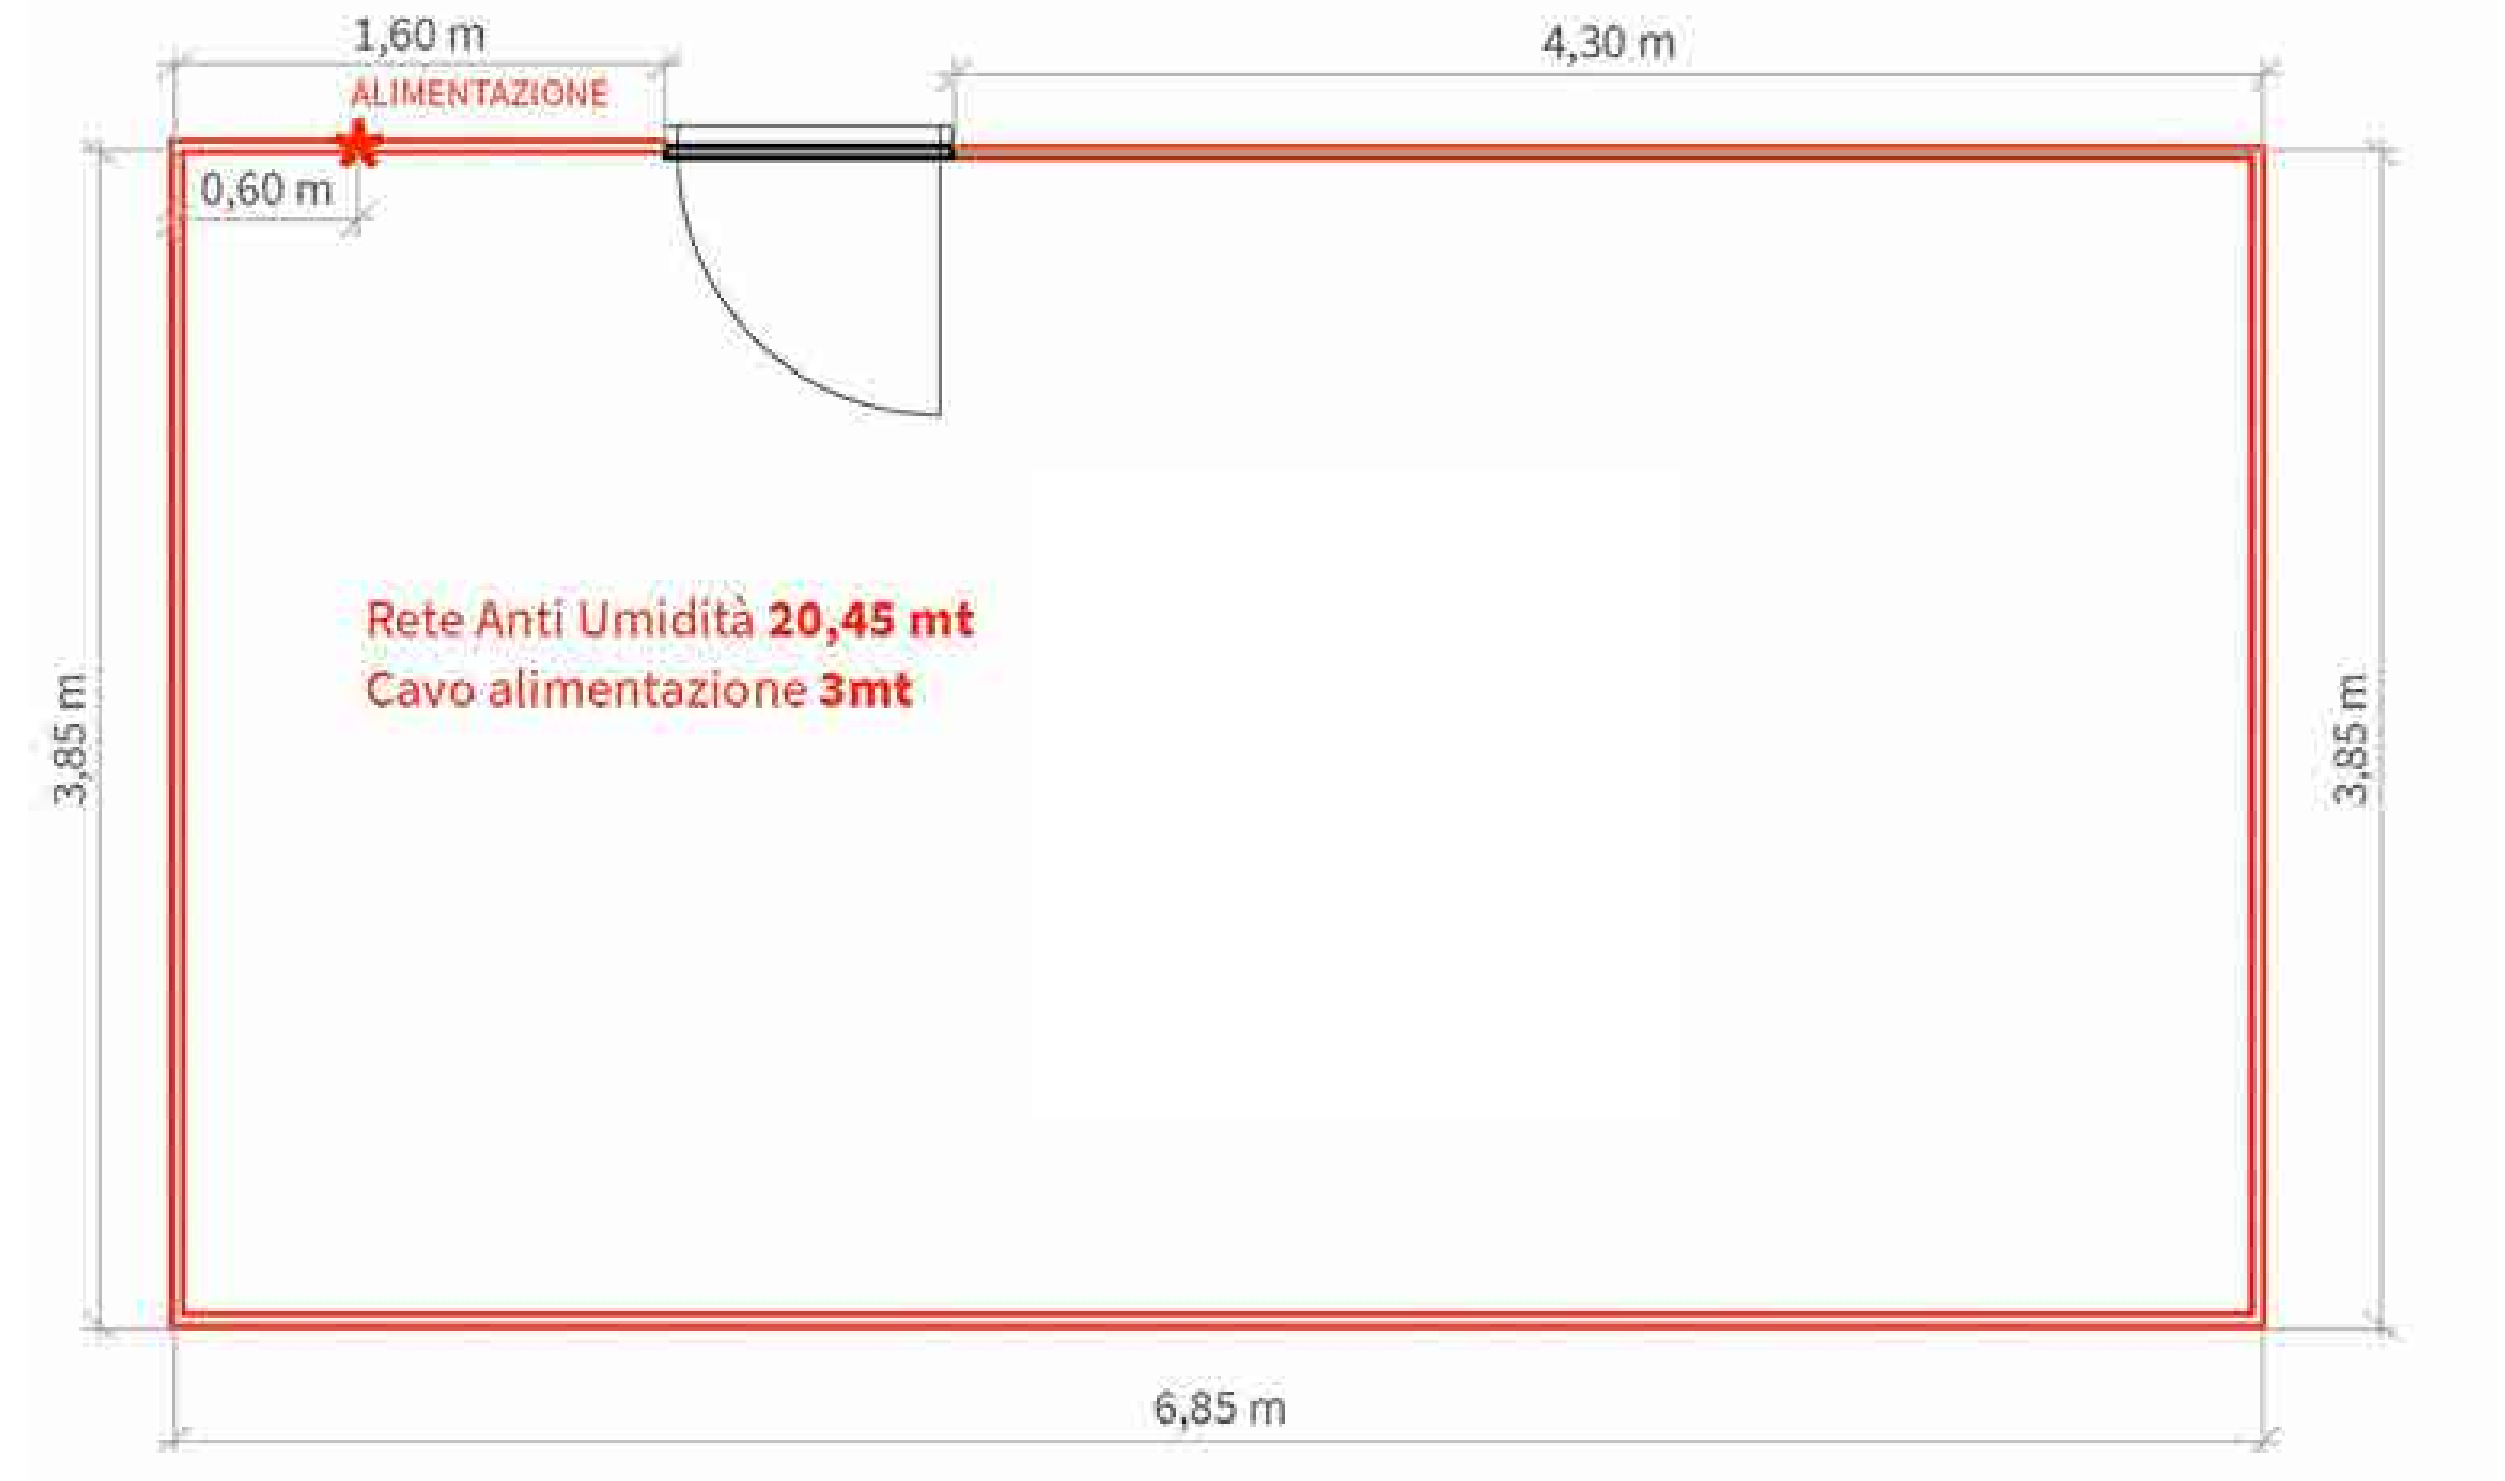 1,60 m
4,30 m
ALIMENTAZIONE
0,60 m
Rete Anti Umidità 20,45 mt
Cavo alimentazione 3mt
3,85 m
3,85 m
6,85 m